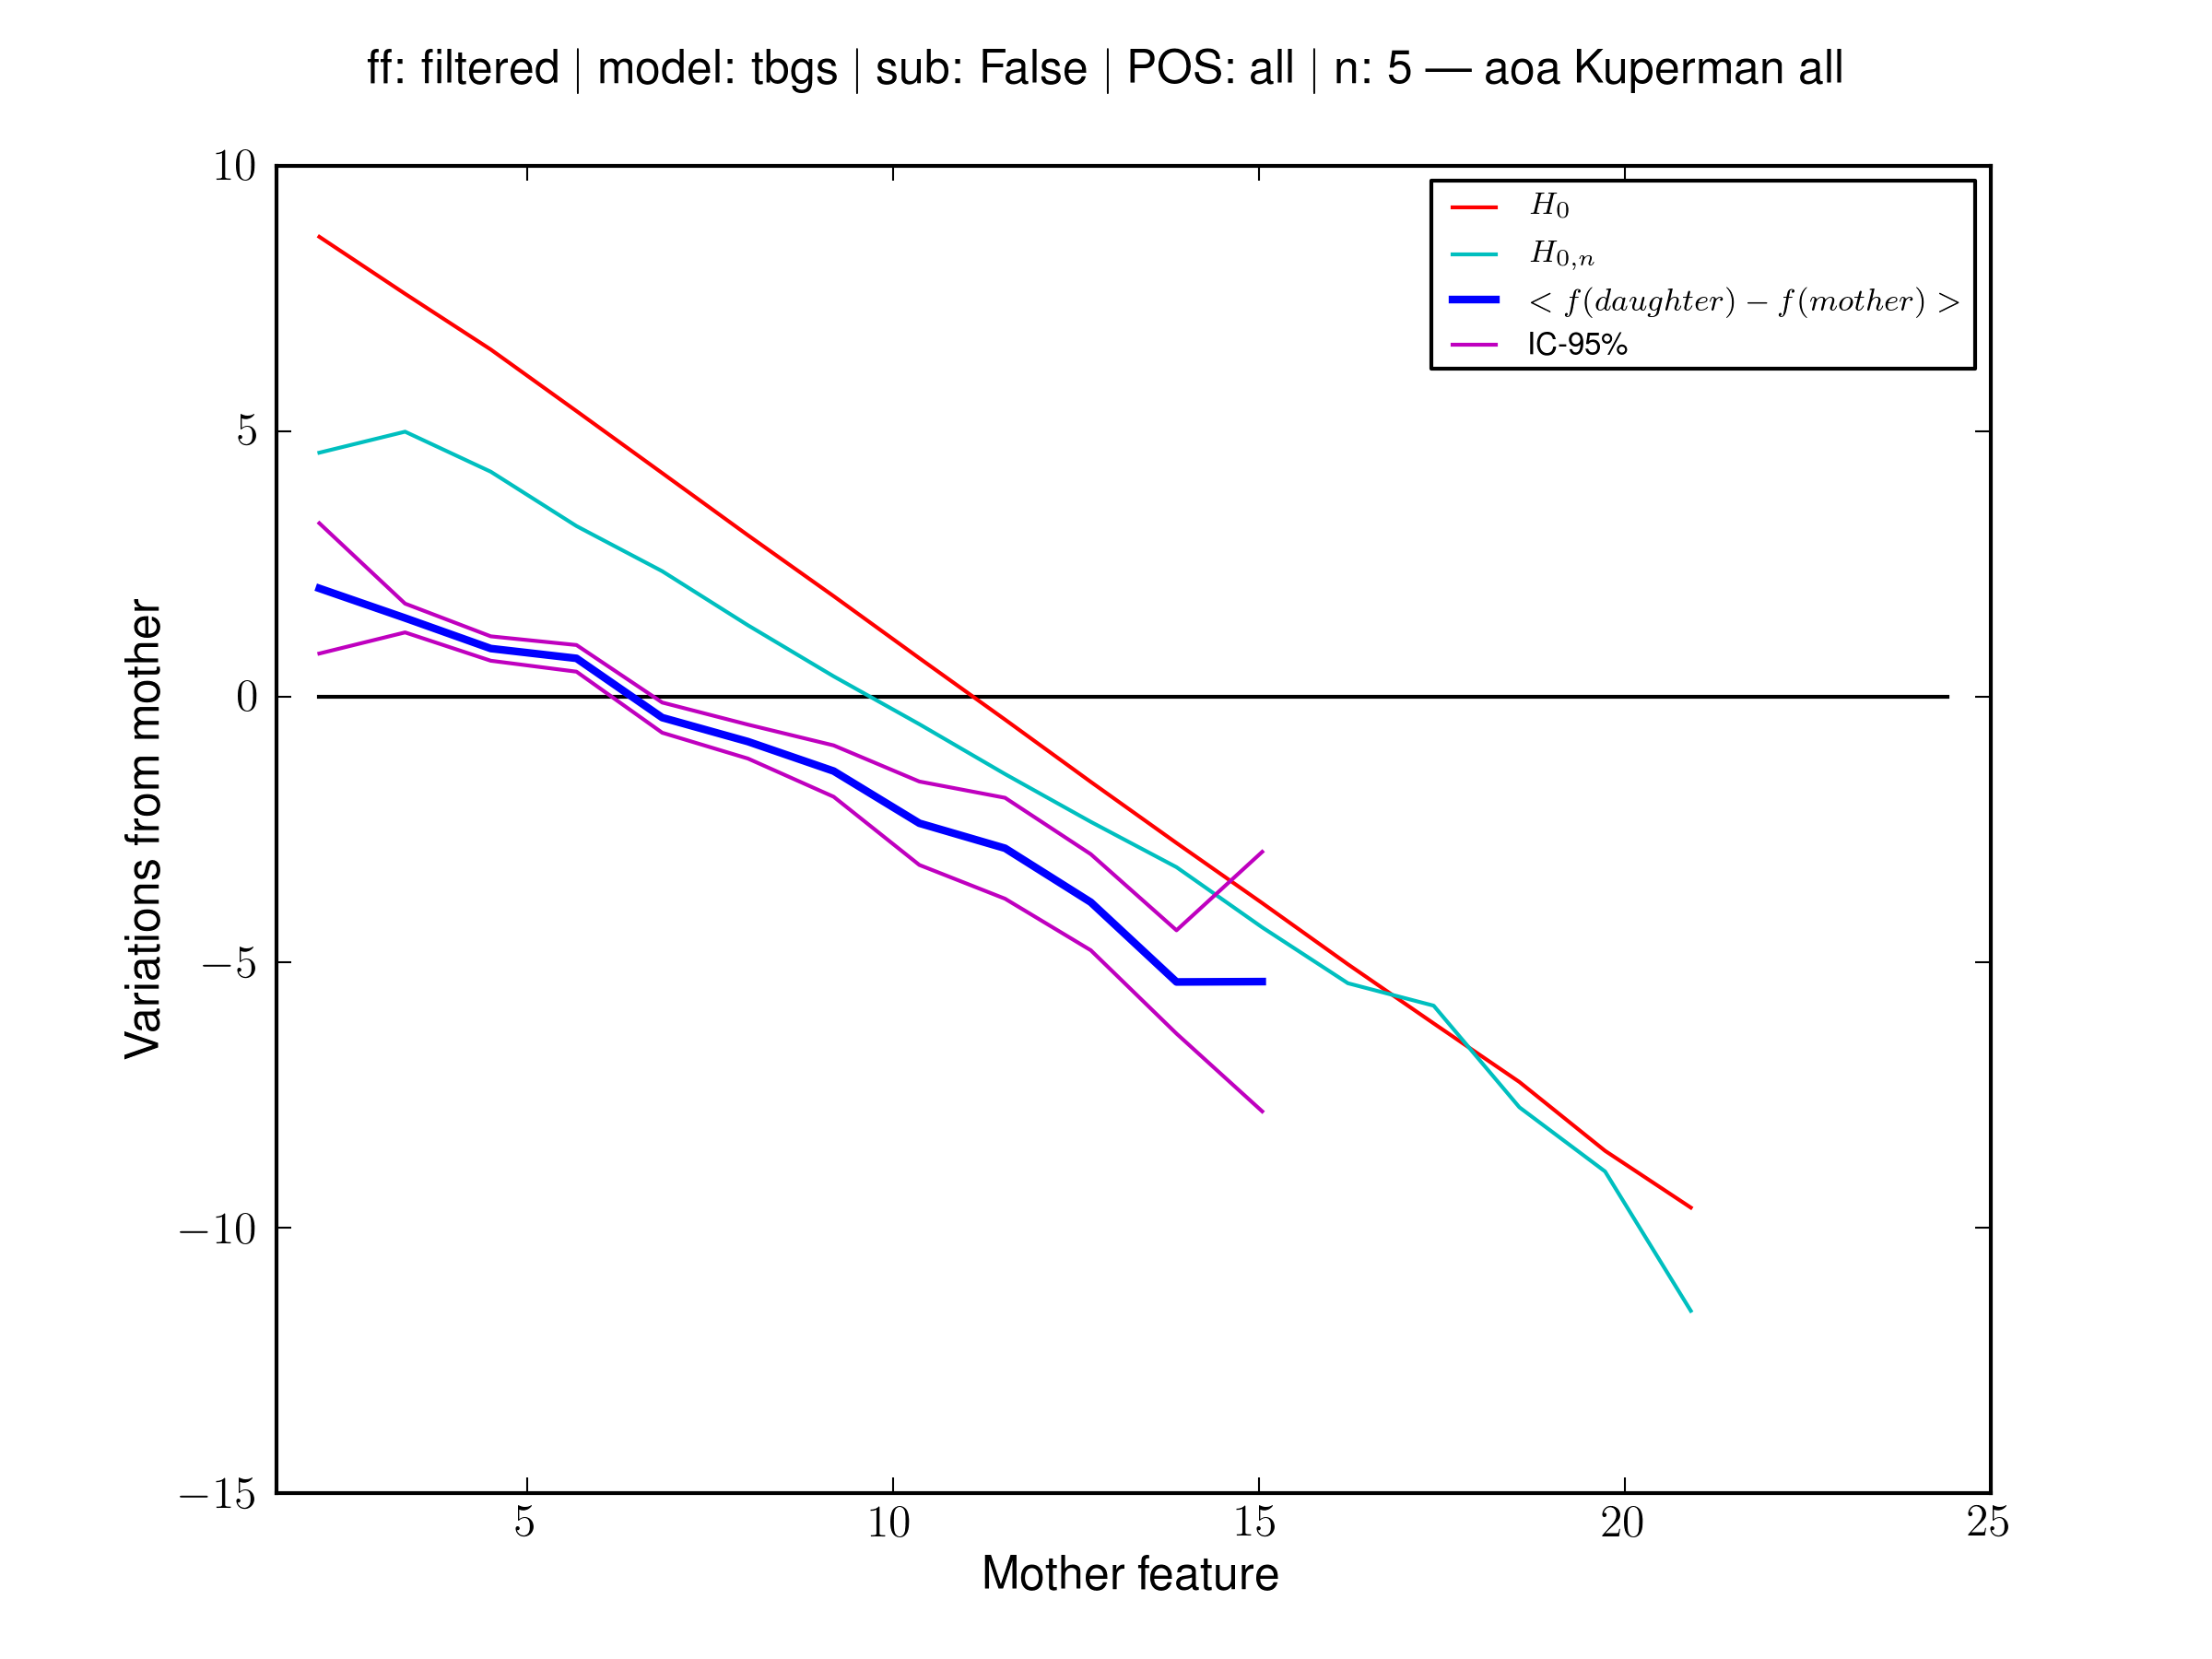 ff: filtered | model: tbgs | sub: False | POS: all | n: 5 — aoa Kuperman all
10
5
0
−5
−10
−15
Variations from mother
H0
H0,n
< f(daughter) − f(mother) >
IC-95%
5
10
15
20
25
Mother feature